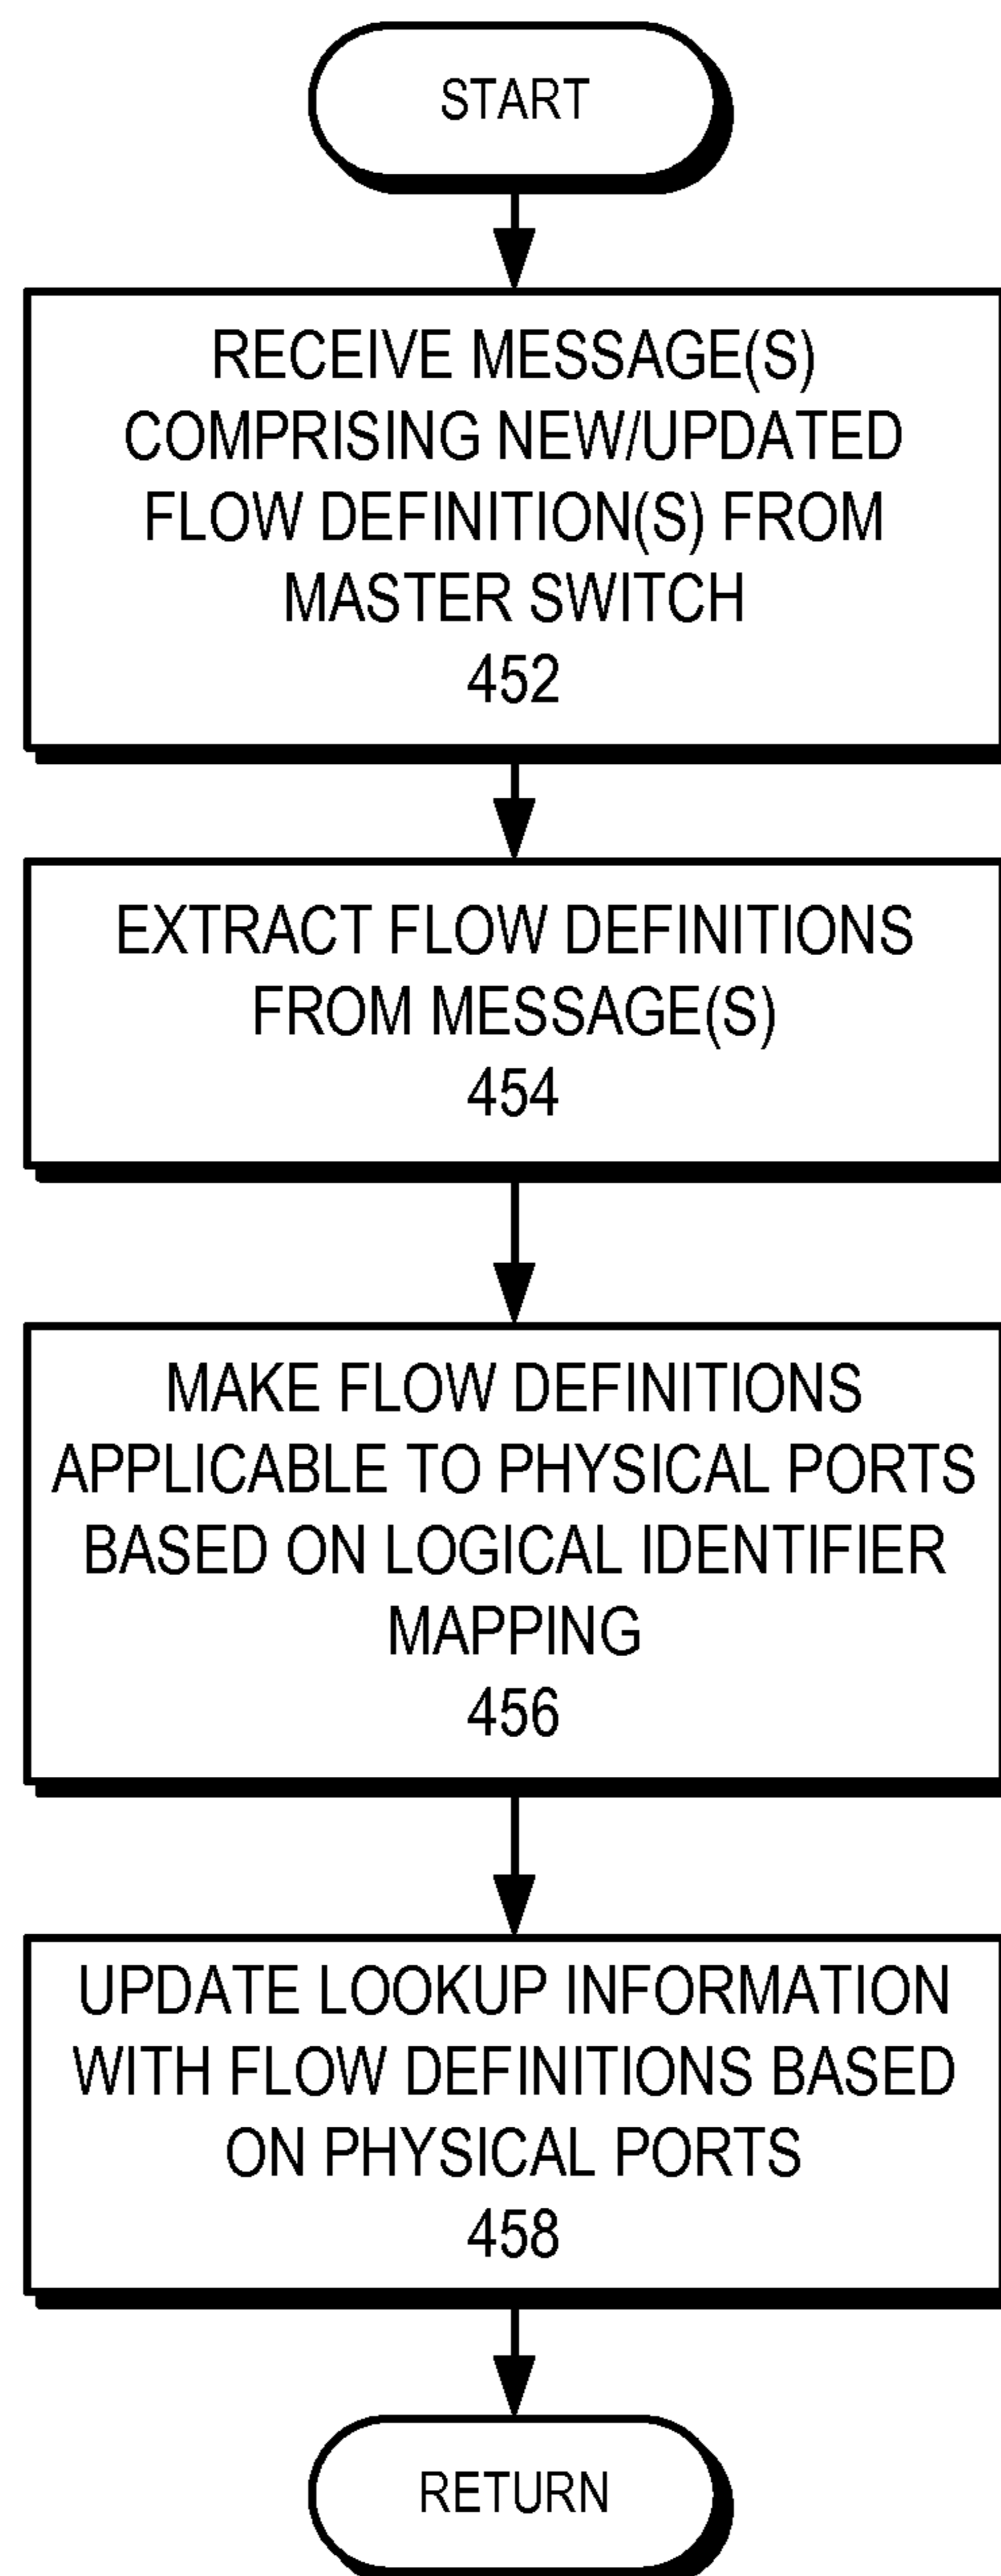 START
RECEIVE MESSAGE(S)
COMPRISING NEW/UPDATED
FLOW DEFINITION(S) FROM
MASTER SWITCH
452
EXTRACT FLOW DEFINITIONS
FROM MESSAGE(S)
454
MAKE FLOW DEFINITIONS
APPLICABLE TO PHYSICAL PORTS
BASED ON LOGICAL IDENTIFIER
MAPPING
456
UPDATE LOOKUP INFORMATION
WITH FLOW DEFINITIONS BASED
ON PHYSICAL PORTS
458
RETURN